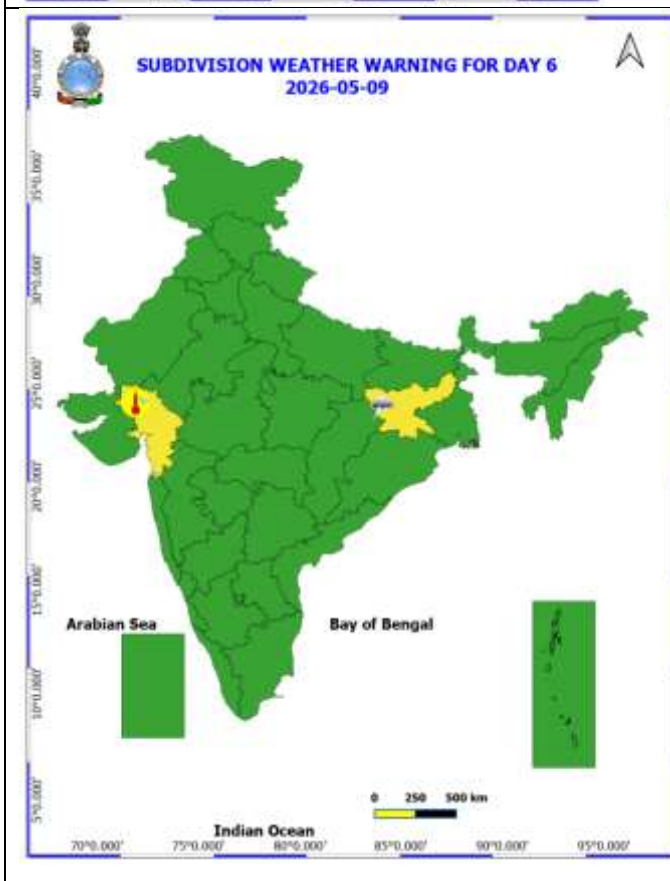 SUBDIVISION WEATHER WARNING FOR DAY 6
2026-05-09
40°0.000'
35°0.000'
30°0.000'
25°0.000'
20°0.000'
15°0.000'
10°0.000'
5°0.000'
Arabian Sea
Bay of Bengal
0 250 500 km
Indian Ocean
70°0.000' 75°0.000' 80°0.000' 85°0.000' 90°0.000' 95°0.000'